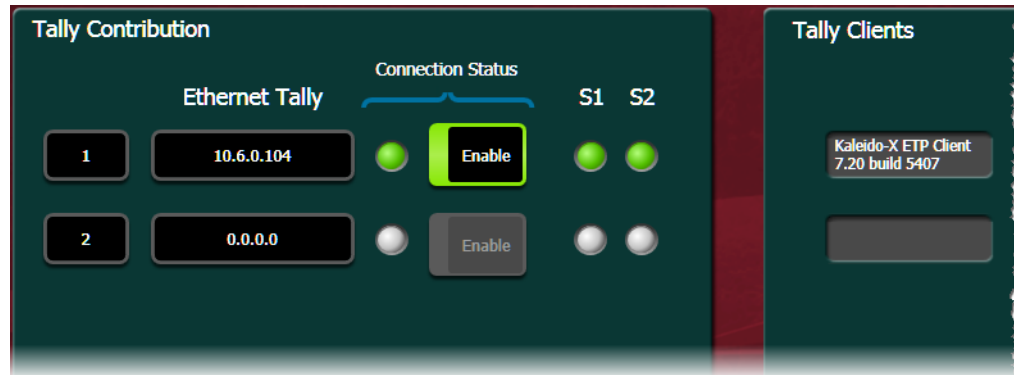 Tally Contribution
Connection Status
Ethernet Tally
S1 S2
1
10.6.0.104
Enable
2
0.0.0.0
Enable
Tally Clients
Kaleido-X ETP Client
7.20 build 5407